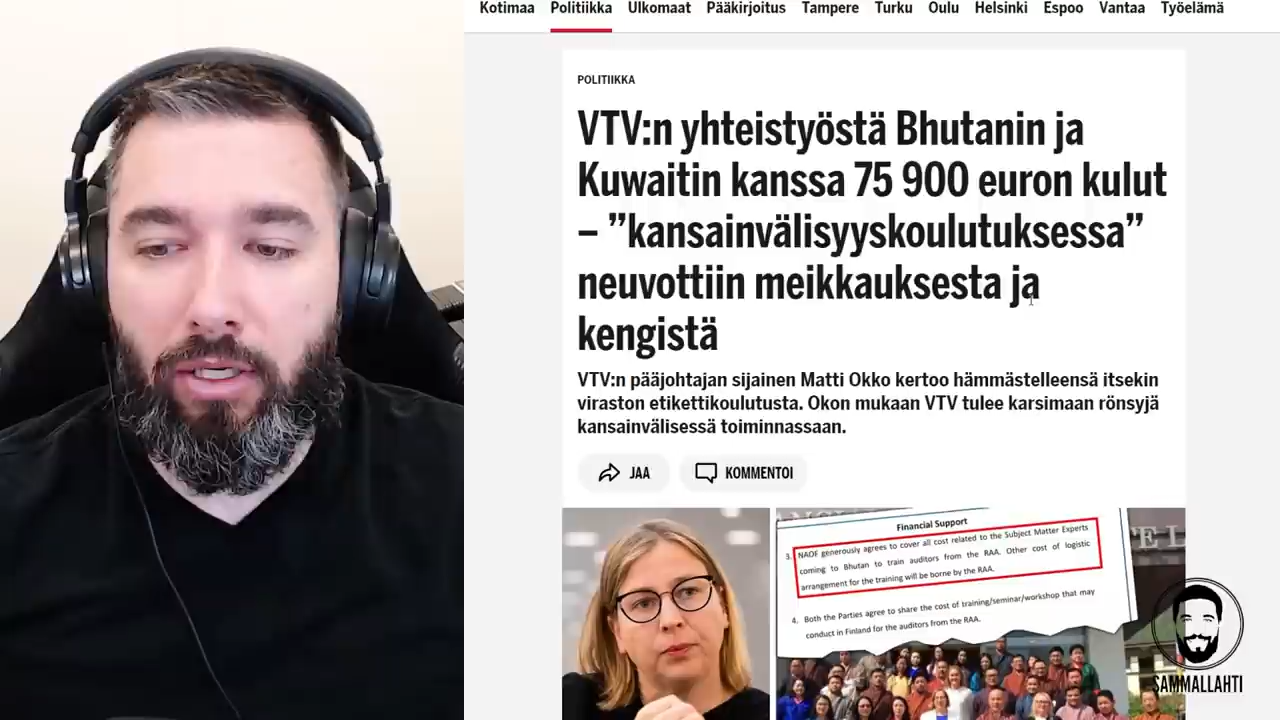 Kotimaa Politiikka Ulkomaat Pääkirjoitus Tampere Turku Oulu Helsinki Espoo Vantaa Työelämä
POLITIIKKA
VTV:n yhteistyöstä Bhutanin ja
Kuwaitin kanssa 75 900 euron kulut
– ”kansainvälisyyskoulutuksessa”
neuvottiin meikkauksesta ja
kengistä
VTV:n pääjohtajan sijainen Matti Okko kertoo hämmästelleensä itsekin
viraston etikettikoulutusta. Okon mukaan VTV tulee karsimaan rönsyjä
kansainvälisessä toiminnassaan.
JAA
KOMMENTOI
Financial Support
3. NAOF generously agrees to cover all cost related to the Subject Matter Experts
coming to Bhutan to train auditors from the RAA. Other cost of logistic
arrangement for the training will be borne by the RAA.
4. Both the Parties agree to share the cost of training/seminar/workshop that may
conduct in Finland for the auditors from the RAA.
SAMMALLAHTI